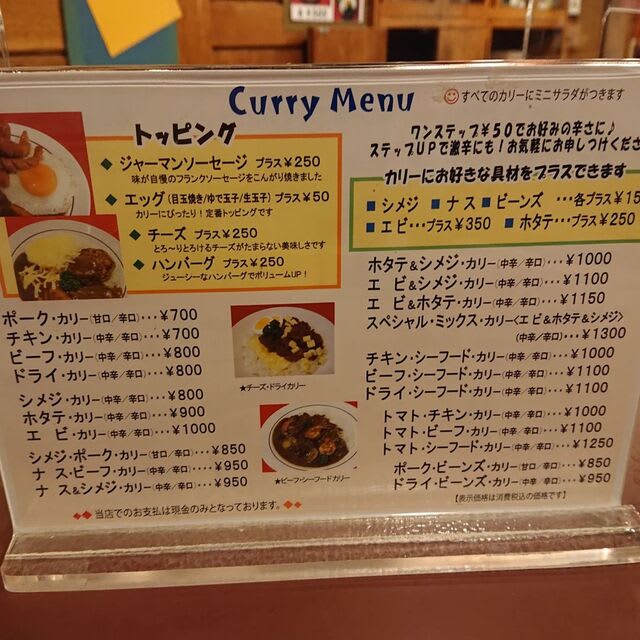 Curry Menu
すべてのカリーにミニサラダがつきます
トッピング
◆ ジャーマンソーセージ プラス¥250
味が自慢のフランクソーセージをこんがり焼きました
◆ エッグ(目玉焼き/ゆで玉子/生玉子) プラス¥50
カリーにぴったり!定番トッピングです
◆ チーズ プラス¥250
とろ~りとろけるチーズがたまらない美味しさです
◆ ハンバーグ プラス¥250
ジューシーなハンバーグでボリュームUP!
ポーク・カリー(甘口/辛口)・・・¥700
チキン・カリー(中辛/辛口)・・・¥700
ビーフ・カリー(中辛/辛口)・・・¥800
ドライ・カリー(中辛/辛口)・・・¥800
シメジ・カリー(中辛/辛口)・・・¥800
ホタテ・カリー(中辛/辛口)・・・¥900
エ ビ・カリー(中辛/辛口)・・・¥1000
シメジ・ポーク・カリー(甘口/辛口)・・・¥850
ナ ス・ビーフ・カリー(中辛/辛口)・・・¥950
ナ ス&シメジ・カリー(中辛/辛口)・・・¥950
◆◆ 当店でのお支払は現金のみとなっております。 ◆◆
★チーズ・ドライカリー
★ビーフ・シーフードカリー
ワンステップ¥50でお好みの辛さに♪
ステップUPで激辛にも!お気軽にお申しつけくださ
カリーにお好きな具材をプラスできます
■シメジ ■ナス ■ビーンズ ・・・各プラス¥15
■エビ・・・プラス¥350 ■ホタテ・・・プラス¥250
ホタテ&シメジ・カリー(中辛/辛口)・・・¥1000
エ ビ&シメジ・カリー(中辛/辛口)・・・¥1100
エ ビ&ホタテ・カリー(中辛/辛口)・・・¥1150
スペシャル・ミックス・カリー<エビ&ホタテ&シメジ>
(中辛/辛口)・・・¥1300
チキン・シーフード・カリー(中辛/辛口)・・・¥1000
ビーフ・シーフード・カリー(中辛/辛口)・・・¥1100
ドライ・シーフード・カリー(中辛/辛口)・・・¥1100
トマト・チキン・カリー(中辛/辛口)・・・¥1000
トマト・ビーフ・カリー(中辛/辛口)・・・¥1100
トマト・シーフード・カリー(中辛/辛口)・・・¥1250
ポーク・ビーンズ・カリー(甘口/辛口)・・・¥850
ドライ・ビーンズ・カリー(中辛/辛口)・・・¥950
【表示価格は消費税込の価格です】